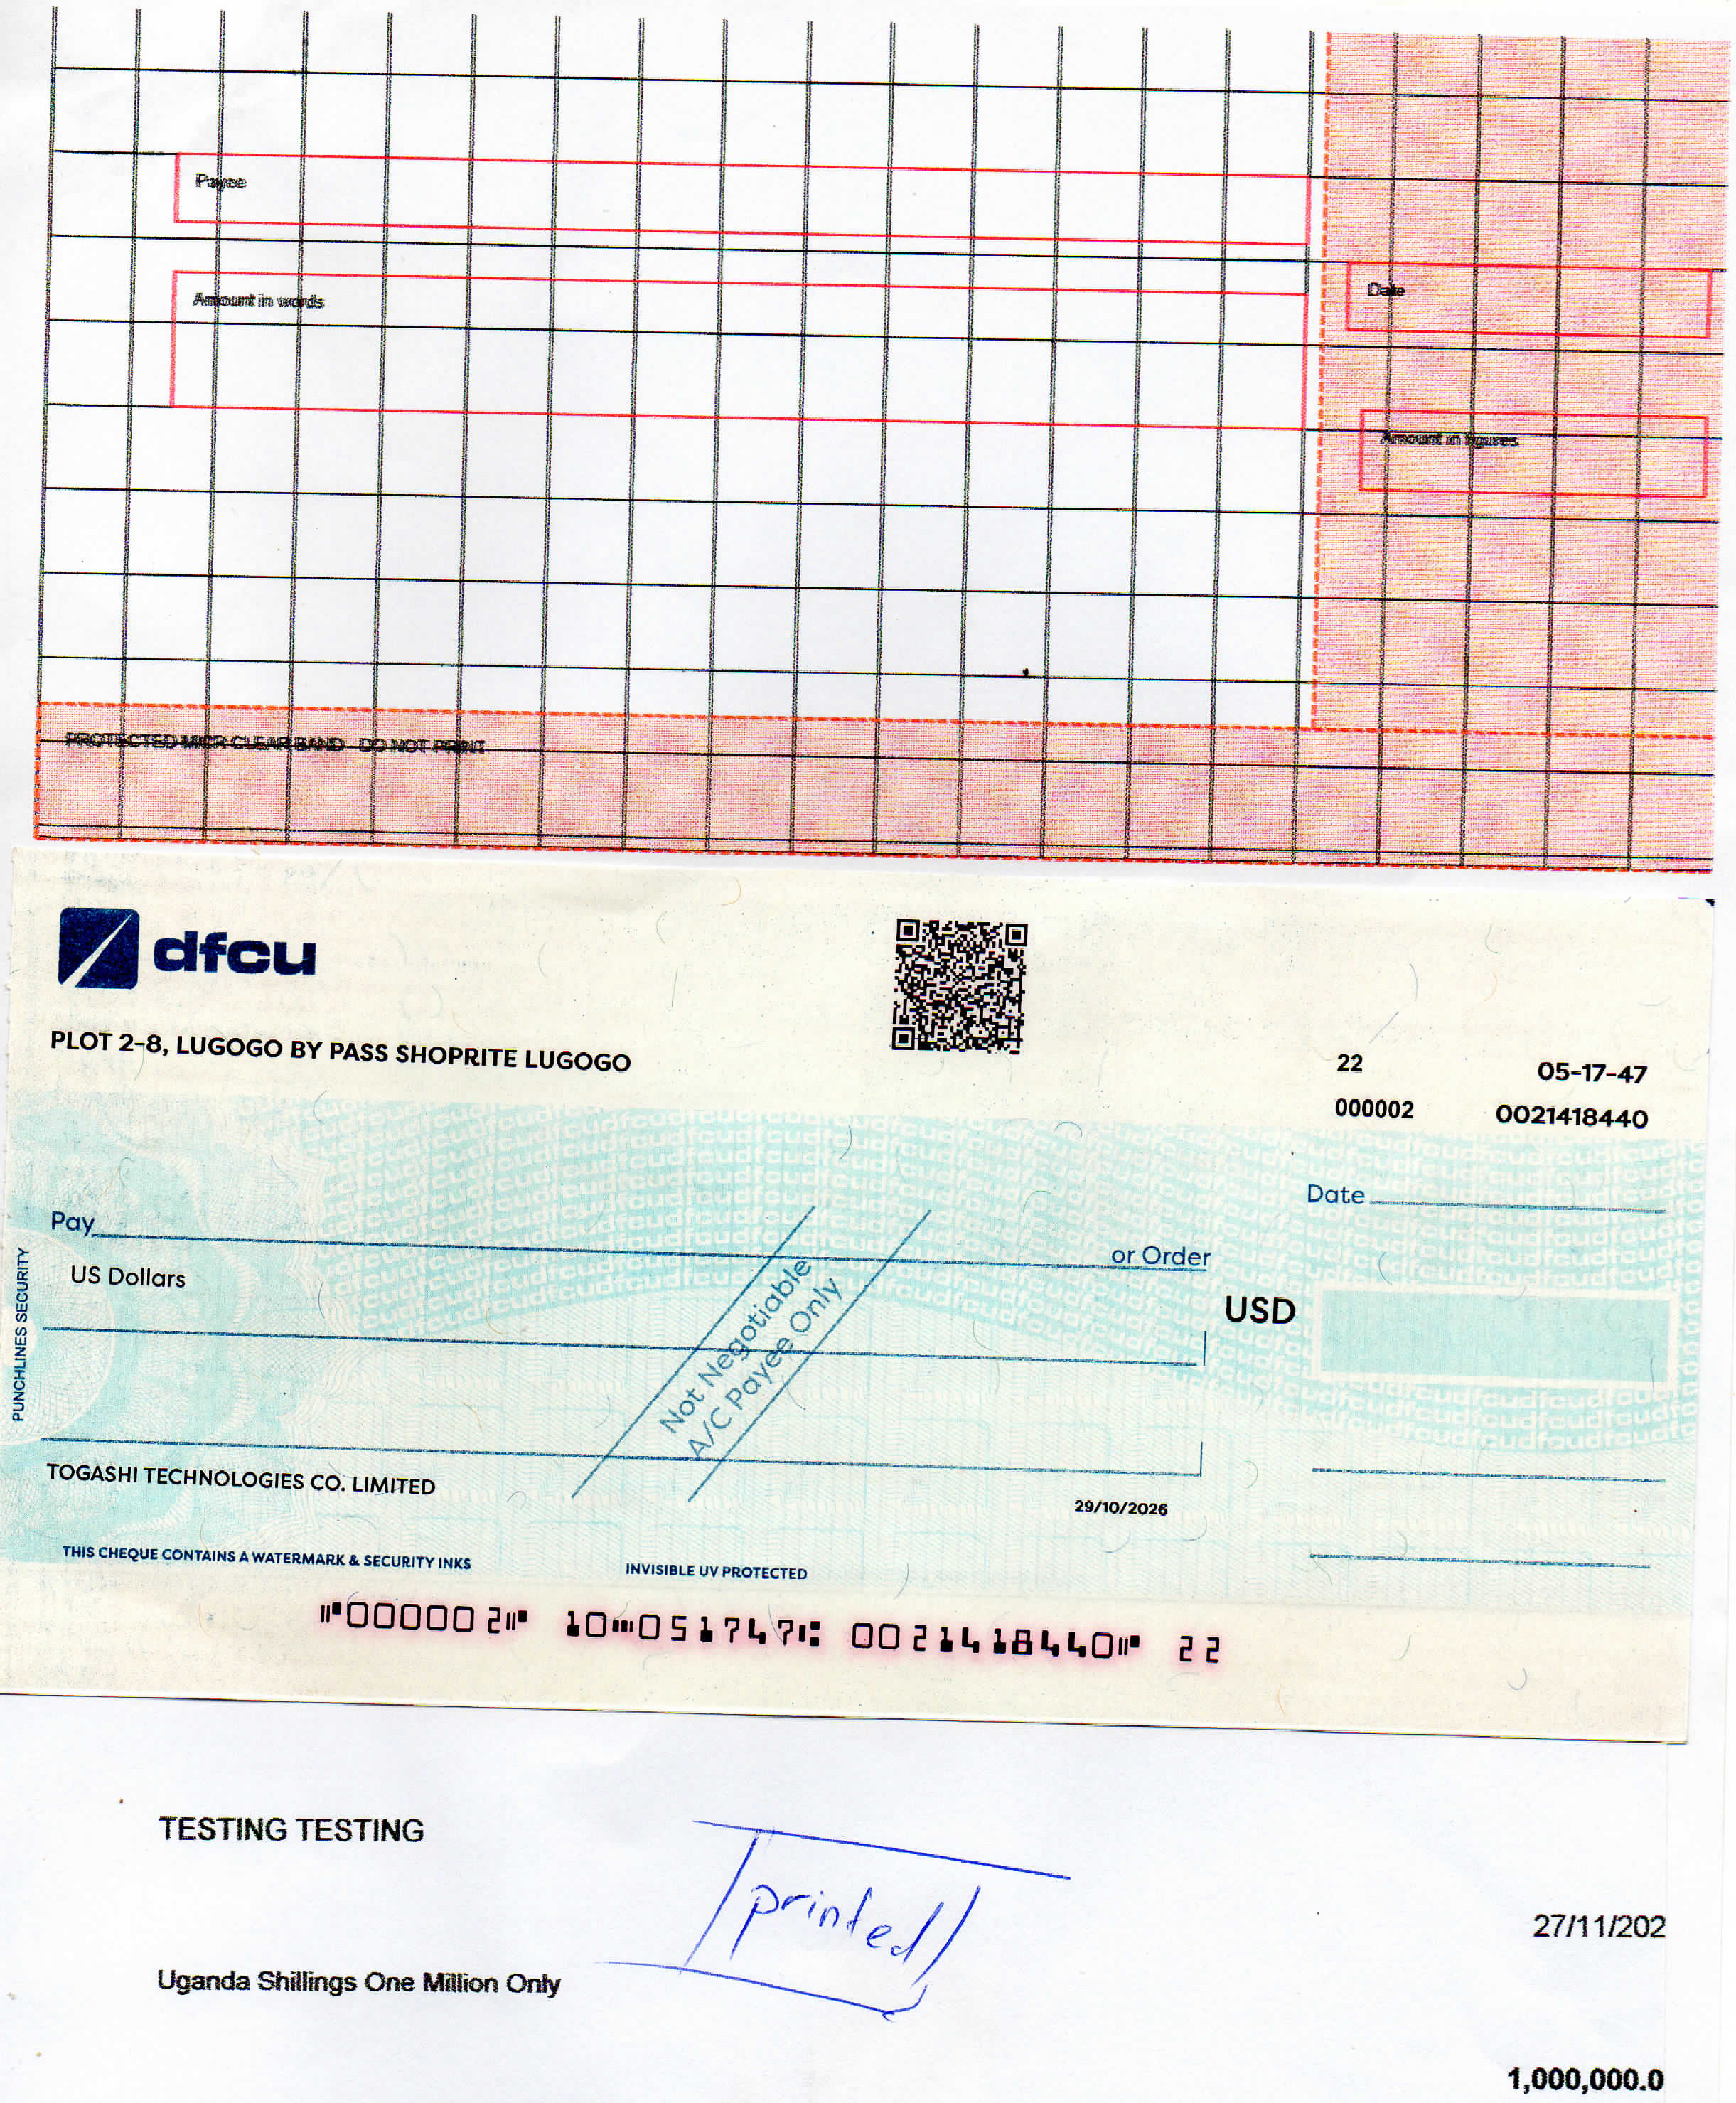 Payee
Amount in words
Date
Amount in figures
PROTECTED MICR CLEAR BAND - DO NOT PRINT
dfcu
PLOT 2-8, LUGOGO BY PASS SHOPRITE LUGOGO
22 05-17-47
000002 0021418440
Date
Pay
or Order
US Dollars
USD
Not Negotiable
A/C Payee Only
PUNCHLINES SECURITY
TOGASHI TECHNOLOGIES CO. LIMITED
29/10/2026
THIS CHEQUE CONTAINS A WATERMARK & SECURITY INKS
INVISIBLE UV PROTECTED
⑈000002⑈ 10⑉051747⑆ 0021418440⑈ 22
TESTING TESTING
printed
27/11/202
Uganda Shillings One Million Only
1,000,000.0